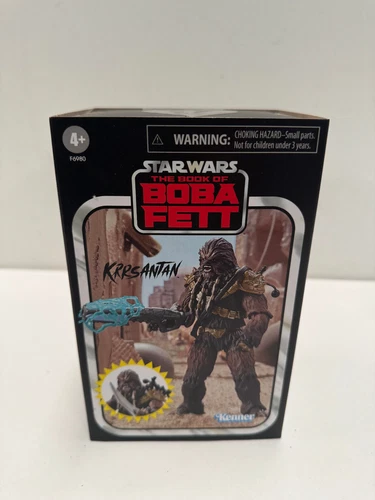 4+
F6980
WARNING: CHOKING HAZARD–Small parts.
Not for children under 3 years.
STAR WARS
THE BOOK OF
BOBA
FETT
KRRSANTAN
Kenner